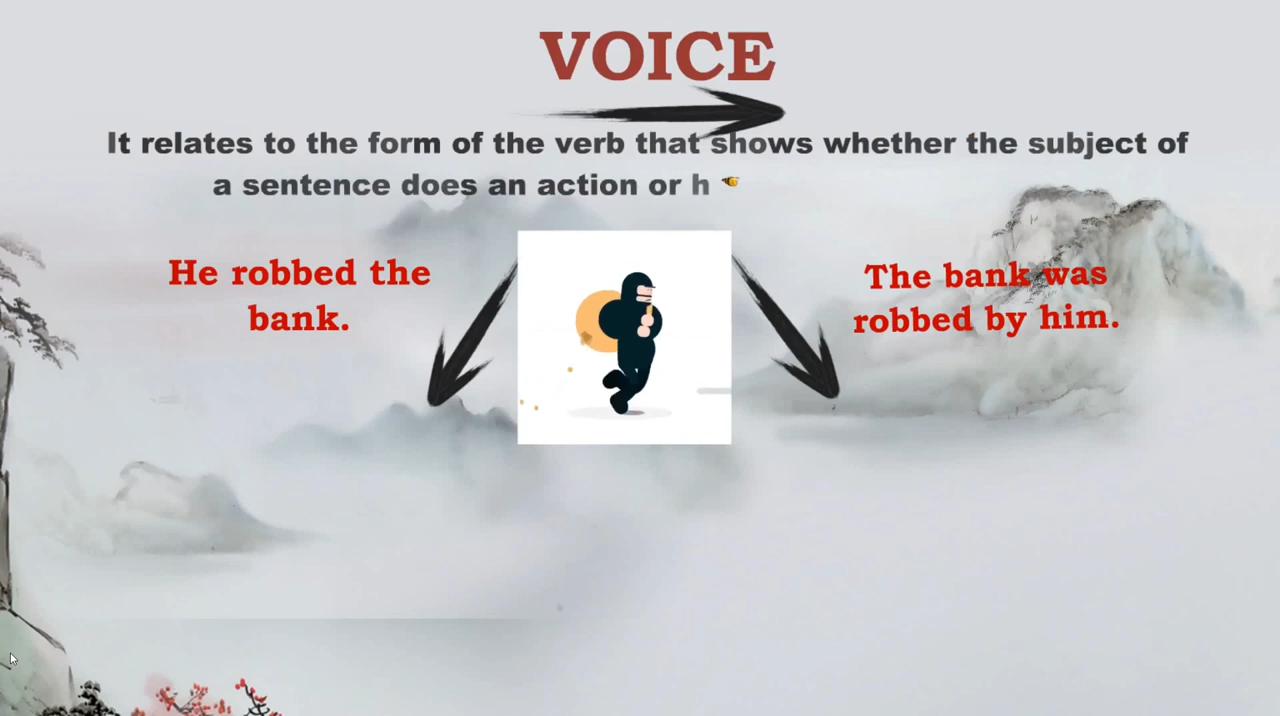 VOICE
It relates to the form of the verb that shows whether the subject of
a sentence does an action or h
He robbed the
bank.
The bank was
robbed by him.